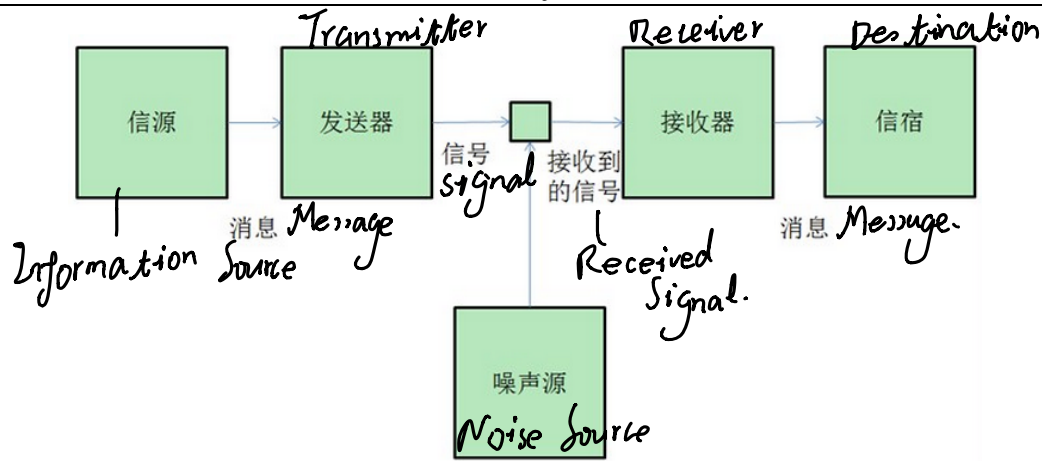 Transmitter
Receiver
Destination
信源
发送器
接收器
信宿
信号
signal
接收到
的信号
消息 Message
消息 Message.
Information Source
Received
Signal.
噪声源
Noise Source